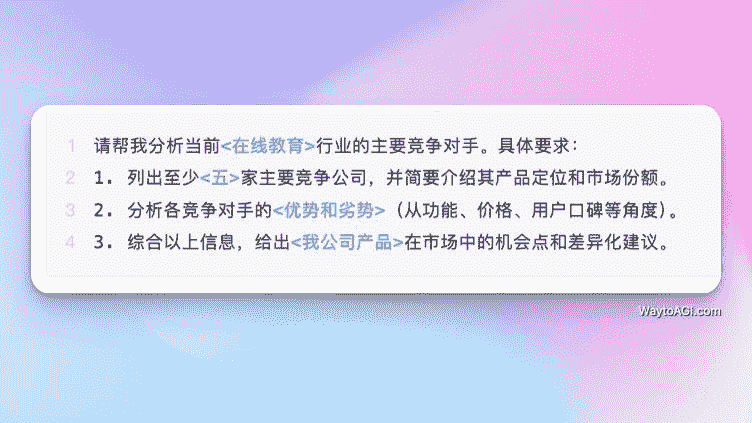 1 请帮我分析当前<在线教育>行业的主要竞争对手。具体要求：
2 1. 列出至少<五>家主要竞争公司，并简要介绍其产品定位和市场份额。
3 2. 分析各竞争对手的<优势和劣势>（从功能、价格、用户口碑等角度）。
4 3. 综合以上信息，给出<我公司产品>在市场中的机会点和差异化建议。
WaytoAGI.com